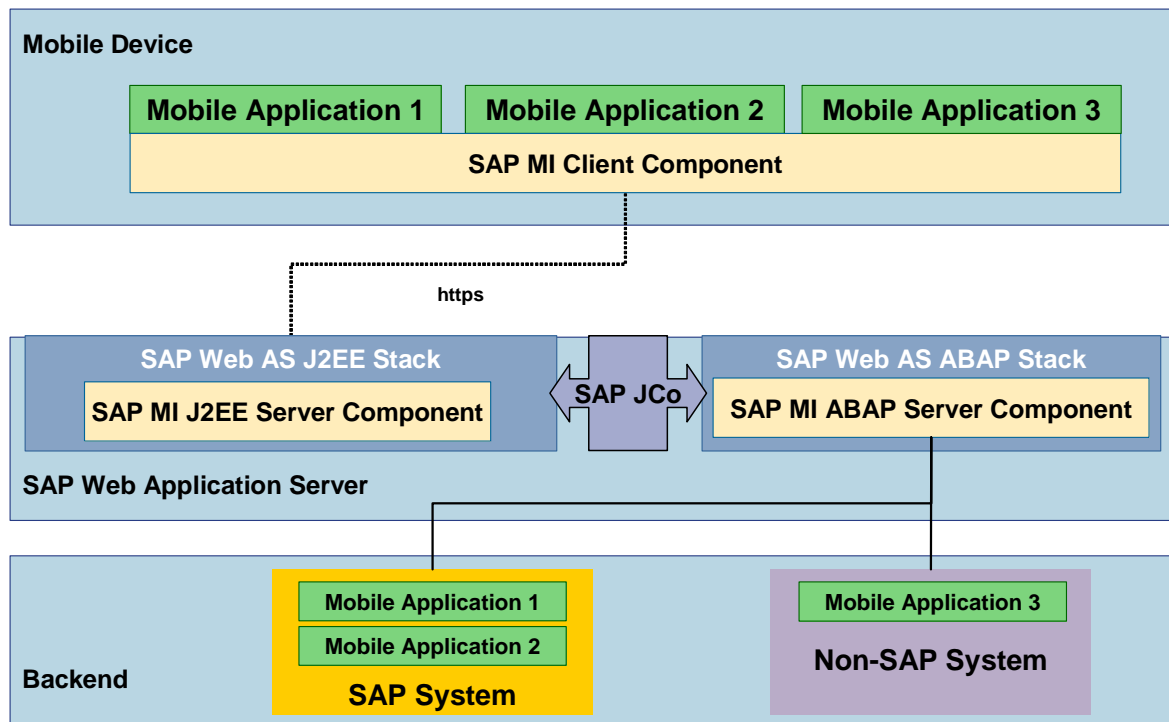 Mobile Device
Mobile Application 1
Mobile Application 2
Mobile Application 3
SAP MI Client Component
https
SAP Web AS J2EE Stack
SAP MI J2EE Server Component
SAP JCo
SAP Web AS ABAP Stack
SAP MI ABAP Server Component
SAP Web Application Server
Mobile Application 1
Mobile Application 2
SAP System
Mobile Application 3
Non-SAP System
Backend